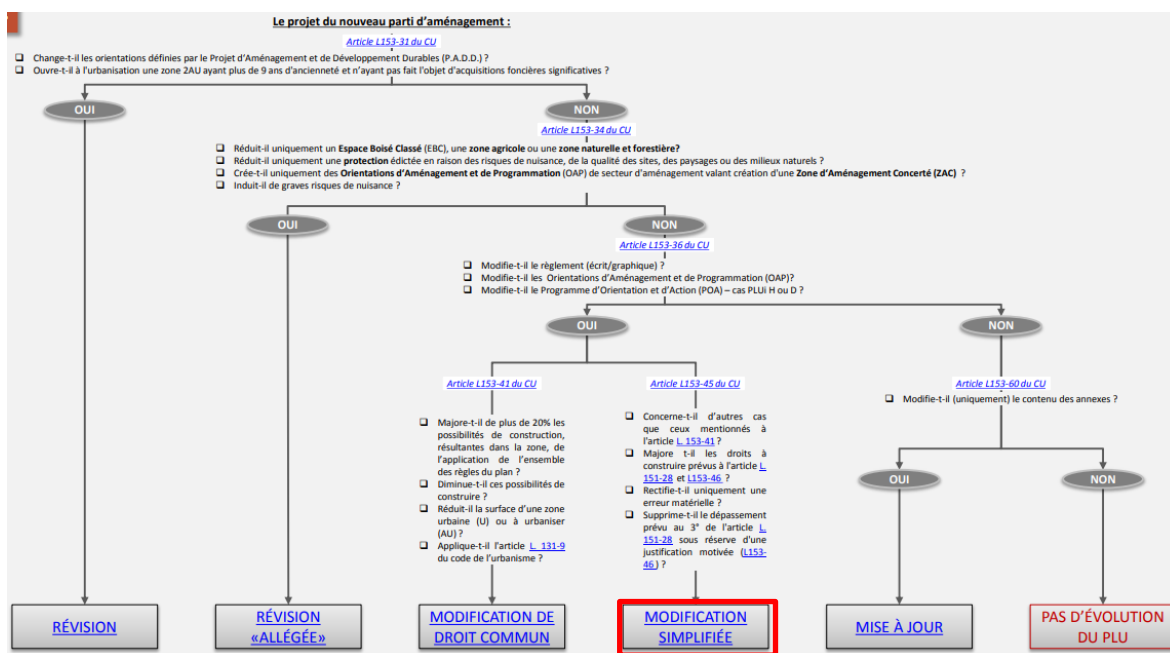 Le projet du nouveau parti d'aménagement :
Article L153-31 du CU
Change-t-il les orientations définies par le Projet d'Aménagement et de Développement Durables (P.A.D.D.) ?
Ouvre-t-il à l'urbanisation une zone 2AU ayant plus de 9 ans d'ancienneté et n'ayant pas fait l'objet d'acquisitions foncières significatives ?
OUI
NON
Article L153-34 du CU
Réduit-il uniquement un Espace Boisé Classé (EBC), une zone agricole ou une zone naturelle et forestière?
Réduit-il uniquement une protection édictée en raison des risques de nuisance, de la qualité des sites, des paysages ou des milieux naturels ?
Crée-t-il uniquement des Orientations d'Aménagement et de Programmation (OAP) de secteur d'aménagement valant création d'une Zone d'Aménagement Concerté (ZAC) ?
Induit-il de graves risques de nuisance ?
OUI
NON
Article L153-36 du CU
Modifie-t-il le règlement (écrit/graphique) ?
Modifie-t-il les Orientations d'Aménagement et de Programmation (OAP)?
Modifie-t-il le Programme d'Orientation et d'Action (POA) – cas PLUi H ou D ?
OUI
NON
Article L153-41 du CU
Majore-t-il de plus de 20% les
possibilités de construction,
résultantes dans la zone, de
l'application de l'ensemble
des règles du plan ?
Diminue-t-il ces possibilités de
construire ?
Réduit-il la surface d'une zone
urbaine (U) ou à urbaniser
(AU) ?
Applique-t-il l'article L. 131-9
du code de l'urbanisme ?
Article L153-45 du CU
Concerne-t-il d'autres cas
que ceux mentionnés à
l'article L. 153-41 ?
Majore t-il les droits à
construire prévus à l'article L.
151-28 et L153-46 ?
Rectifie-t-il uniquement une
erreur matérielle ?
Supprime-t-il le dépassement
prévu au 3° de l'article L.
151-28 sous réserve d'une
justification motivée (L153-
46 ) ?
Article L153-60 du CU
Modifie-t-il (uniquement) le contenu des annexes ?
OUI
NON
RÉVISION
RÉVISION
«ALLÉGÉE»
MODIFICATION DE
DROIT COMMUN
MODIFICATION
SIMPLIFIÉE
MISE À JOUR
PAS D'ÉVOLUTION
DU PLU